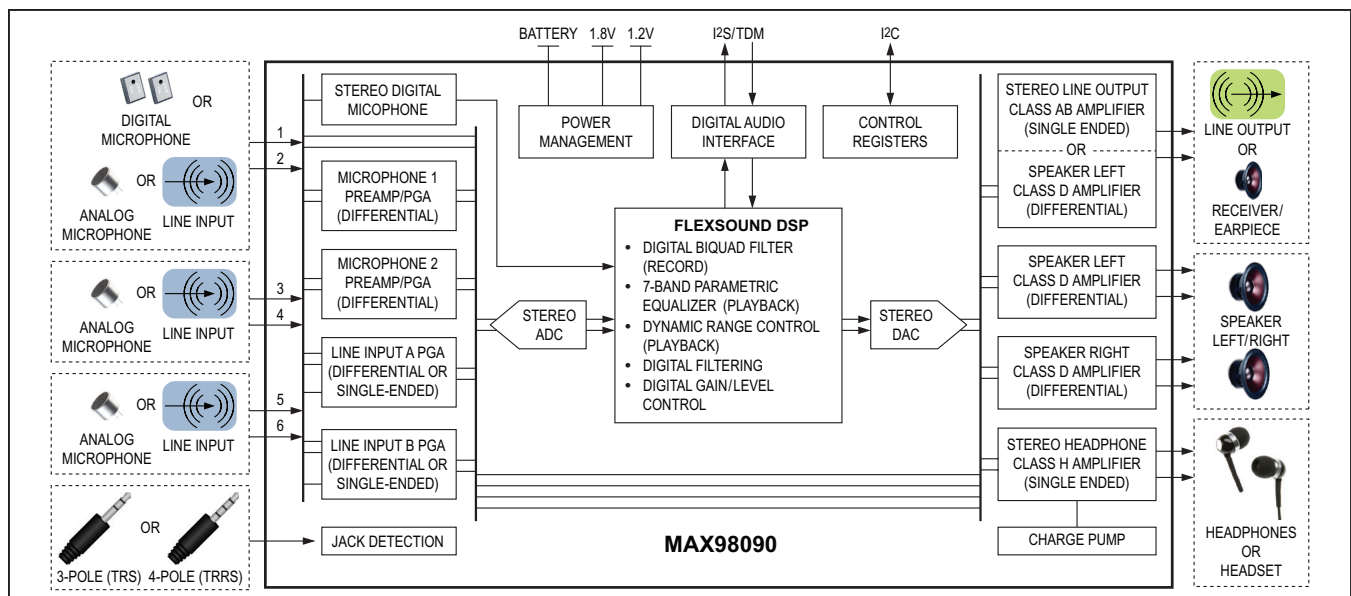 BATTERY 1.8V 1.2V I2S/TDM I2C
OR
DIGITAL
MICROPHONE
OR
ANALOG
MICROPHONE
LINE INPUT
1
2
OR
ANALOG
MICROPHONE
LINE INPUT
3
4
OR
ANALOG
MICROPHONE
LINE INPUT
5
6
OR
3-POLE (TRS) 4-POLE (TRRS)
STEREO DIGITAL
MICOPHONE
MICROPHONE 1
PREAMP/PGA
(DIFFERENTIAL)
MICROPHONE 2
PREAMP/PGA
(DIFFERENTIAL)
LINE INPUT A PGA
(DIFFERENTIAL OR
SINGLE-ENDED)
LINE INPUT B PGA
(DIFFERENTIAL OR
SINGLE-ENDED)
JACK DETECTION
POWER
MANAGEMENT
DIGITAL AUDIO
INTERFACE
CONTROL
REGISTERS
STEREO
ADC
FLEXSOUND DSP
• DIGITAL BIQUAD FILTER
(RECORD)
• 7-BAND PARAMETRIC
EQUALIZER (PLAYBACK)
• DYNAMIC RANGE CONTROL
(PLAYBACK)
• DIGITAL FILTERING
• DIGITAL GAIN/LEVEL
CONTROL
STEREO
DAC
MAX98090
STEREO LINE OUTPUT
CLASS AB AMPLIFIER
(SINGLE ENDED)
OR
SPEAKER LEFT
CLASS D AMPLIFIER
(DIFFERENTIAL)
SPEAKER LEFT
CLASS D AMPLIFIER
(DIFFERENTIAL)
SPEAKER RIGHT
CLASS D AMPLIFIER
(DIFFERENTIAL)
STEREO HEADPHONE
CLASS H AMPLIFIER
(SINGLE ENDED)
CHARGE PUMP
LINE OUTPUT
OR
RECEIVER/
EARPIECE
SPEAKER
LEFT/RIGHT
HEADPHONES
OR
HEADSET